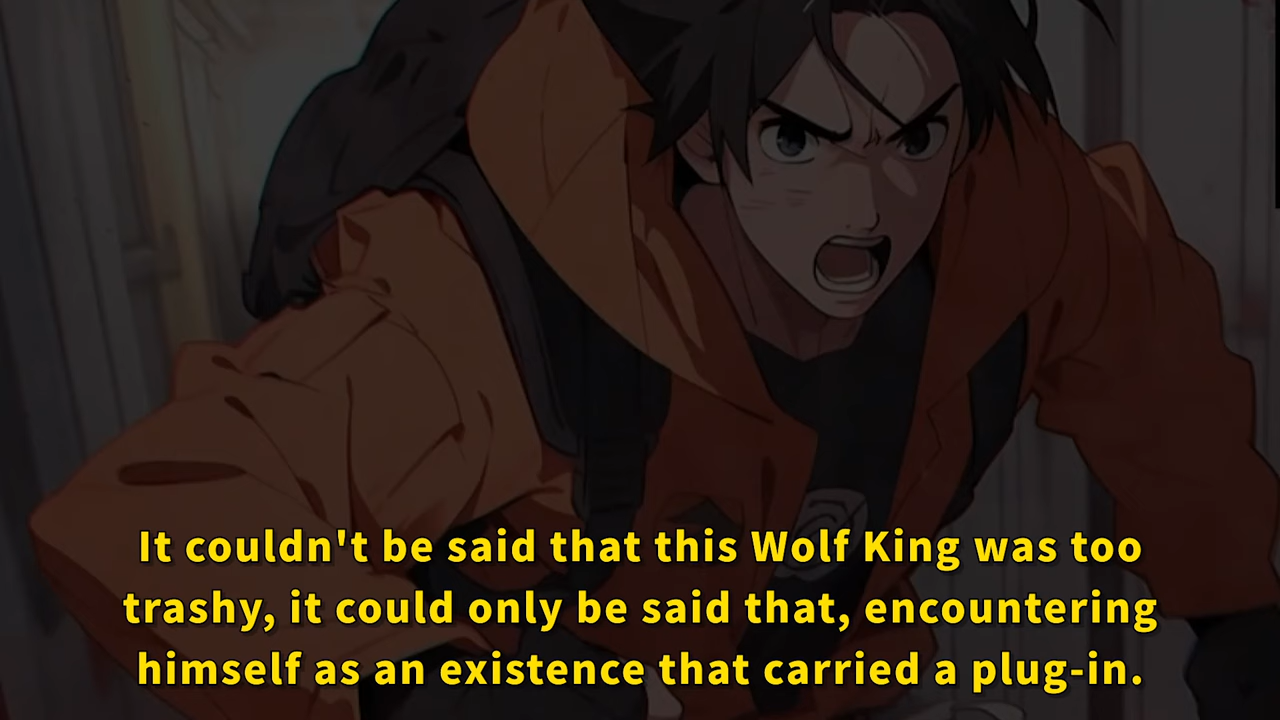 It couldn't be said that this Wolf King was too
trashy, it could only be said that, encountering
himself as an existence that carried a plug-in.